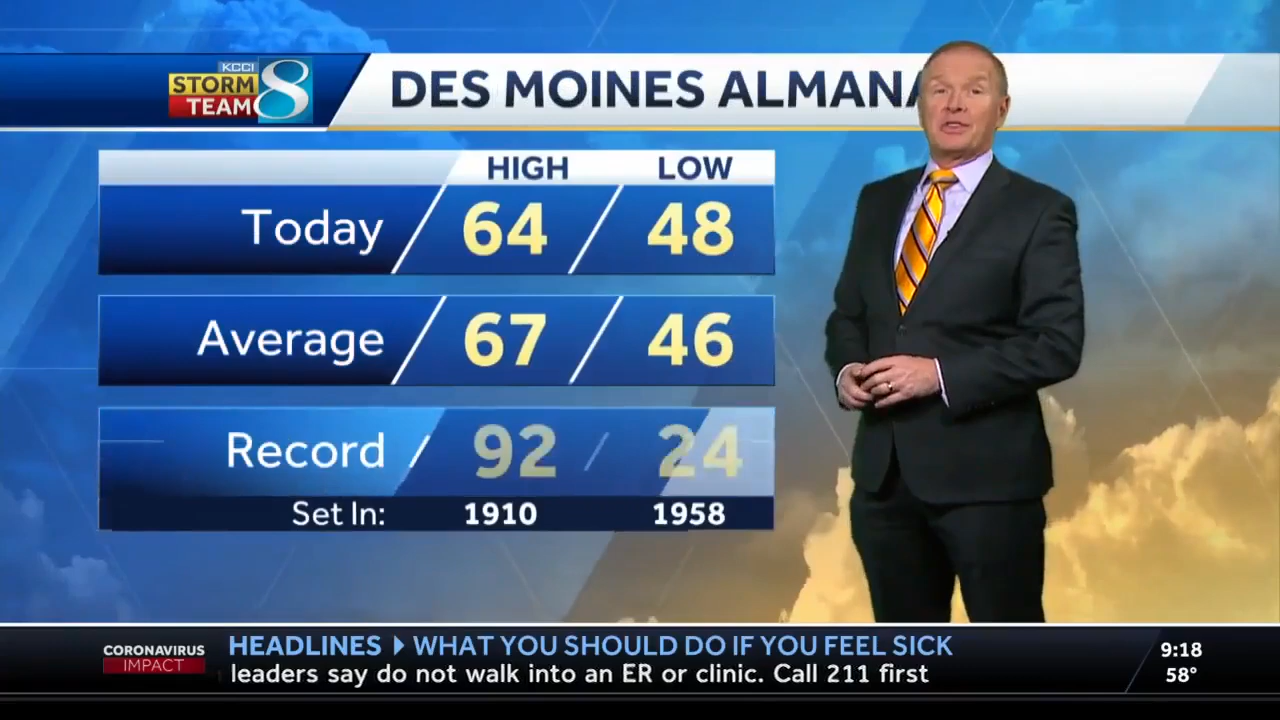 KCCI
STORM
TEAM 8
DES MOINES ALMANA
HIGH LOW
Today 64 48
Average 67 46
Record 92 24
Set In: 1910 1958
CORONAVIRUS
IMPACT
HEADLINES WHAT YOU SHOULD DO IF YOU FEEL SICK
leaders say do not walk into an ER or clinic. Call 211 first
9:18
58°